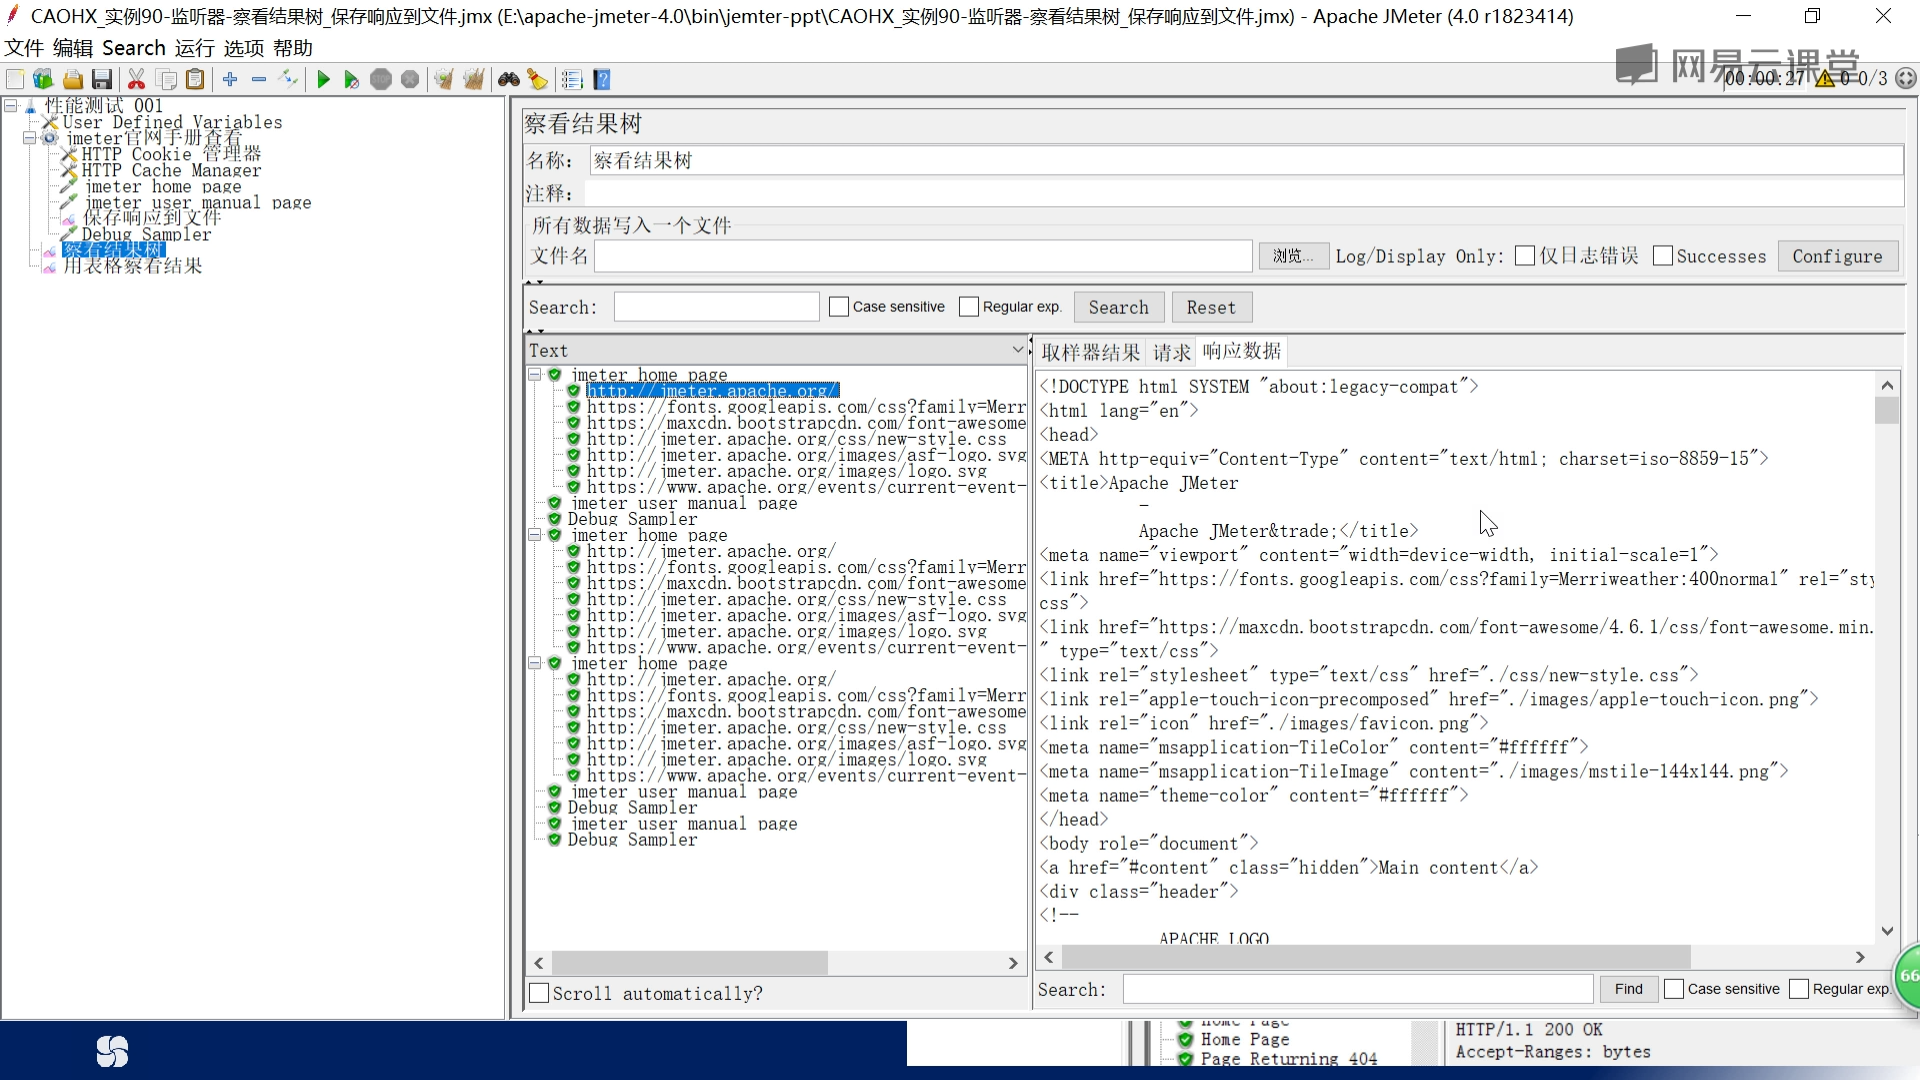 CAOHX_实例90-监听器-察看结果树_保存响应到文件.jmx (E:\apache-jmeter-4.0\bin\jemter-ppt\CAOHX_实例90-监听器-察看结果树_保存响应到文件.jmx) - Apache JMeter (4.0 r1823414)
文件 编辑 Search 运行 选项 帮助
网易云课堂
00:00:27 0 0/3
性能测试 001
User Defined Variables
jmeter官网手册查看
HTTP Cookie 管理器
HTTP Cache Manager
jmeter home page
jmeter user manual page
保存响应到文件
Debug Sampler
察看结果树
用表格察看结果
察看结果树
名称： 察看结果树
注释：
所有数据写入一个文件
文件名 浏览... Log/Display Only: 仅日志错误 Successes Configure
Search: Case sensitive Regular exp. Search Reset
Text
jmeter home page
http://jmeter.apache.org/
https://fonts.googleapis.com/css?family=Merr
https://maxcdn.bootstrapcdn.com/font-awesome
http://jmeter.apache.org/css/new-style.css
http://jmeter.apache.org/images/asf-logo.svg
http://jmeter.apache.org/images/logo.svg
https://www.apache.org/events/current-event-
jmeter user manual page
Debug Sampler
jmeter home page
http://jmeter.apache.org/
https://fonts.googleapis.com/css?family=Merr
https://maxcdn.bootstrapcdn.com/font-awesome
http://jmeter.apache.org/css/new-style.css
http://jmeter.apache.org/images/asf-logo.svg
http://jmeter.apache.org/images/logo.svg
https://www.apache.org/events/current-event-
jmeter home page
http://jmeter.apache.org/
https://fonts.googleapis.com/css?family=Merr
https://maxcdn.bootstrapcdn.com/font-awesome
http://jmeter.apache.org/css/new-style.css
http://jmeter.apache.org/images/asf-logo.svg
http://jmeter.apache.org/images/logo.svg
https://www.apache.org/events/current-event-
jmeter user manual page
Debug Sampler
jmeter user manual page
Debug Sampler
Scroll automatically?
取样器结果 请求 响应数据
<!DOCTYPE html SYSTEM "about:legacy-compat">
<html lang="en">
<head>
<META http-equiv="Content-Type" content="text/html; charset=iso-8859-15">
<title>Apache JMeter
-
Apache JMeter&trade;</title>
<meta name="viewport" content="width=device-width, initial-scale=1">
<link href="https://fonts.googleapis.com/css?family=Merriweather:400normal" rel="sty
css">
<link href="https://maxcdn.bootstrapcdn.com/font-awesome/4.6.1/css/font-awesome.min.
" type="text/css">
<link rel="stylesheet" type="text/css" href="./css/new-style.css">
<link rel="apple-touch-icon-precomposed" href="./images/apple-touch-icon.png">
<link rel="icon" href="./images/favicon.png">
<meta name="msapplication-TileColor" content="#ffffff">
<meta name="msapplication-TileImage" content="./images/mstile-144x144.png">
<meta name="theme-color" content="#ffffff">
</head>
<body role="document">
<a href="#content" class="hidden">Main content</a>
<div class="header">
<!--
APACHE LOGO
Search: Find Case sensitive Regular exp.
66
Home Page
Home Page
Page Returning 404
HTTP/1.1 200 OK
Accept-Ranges: bytes